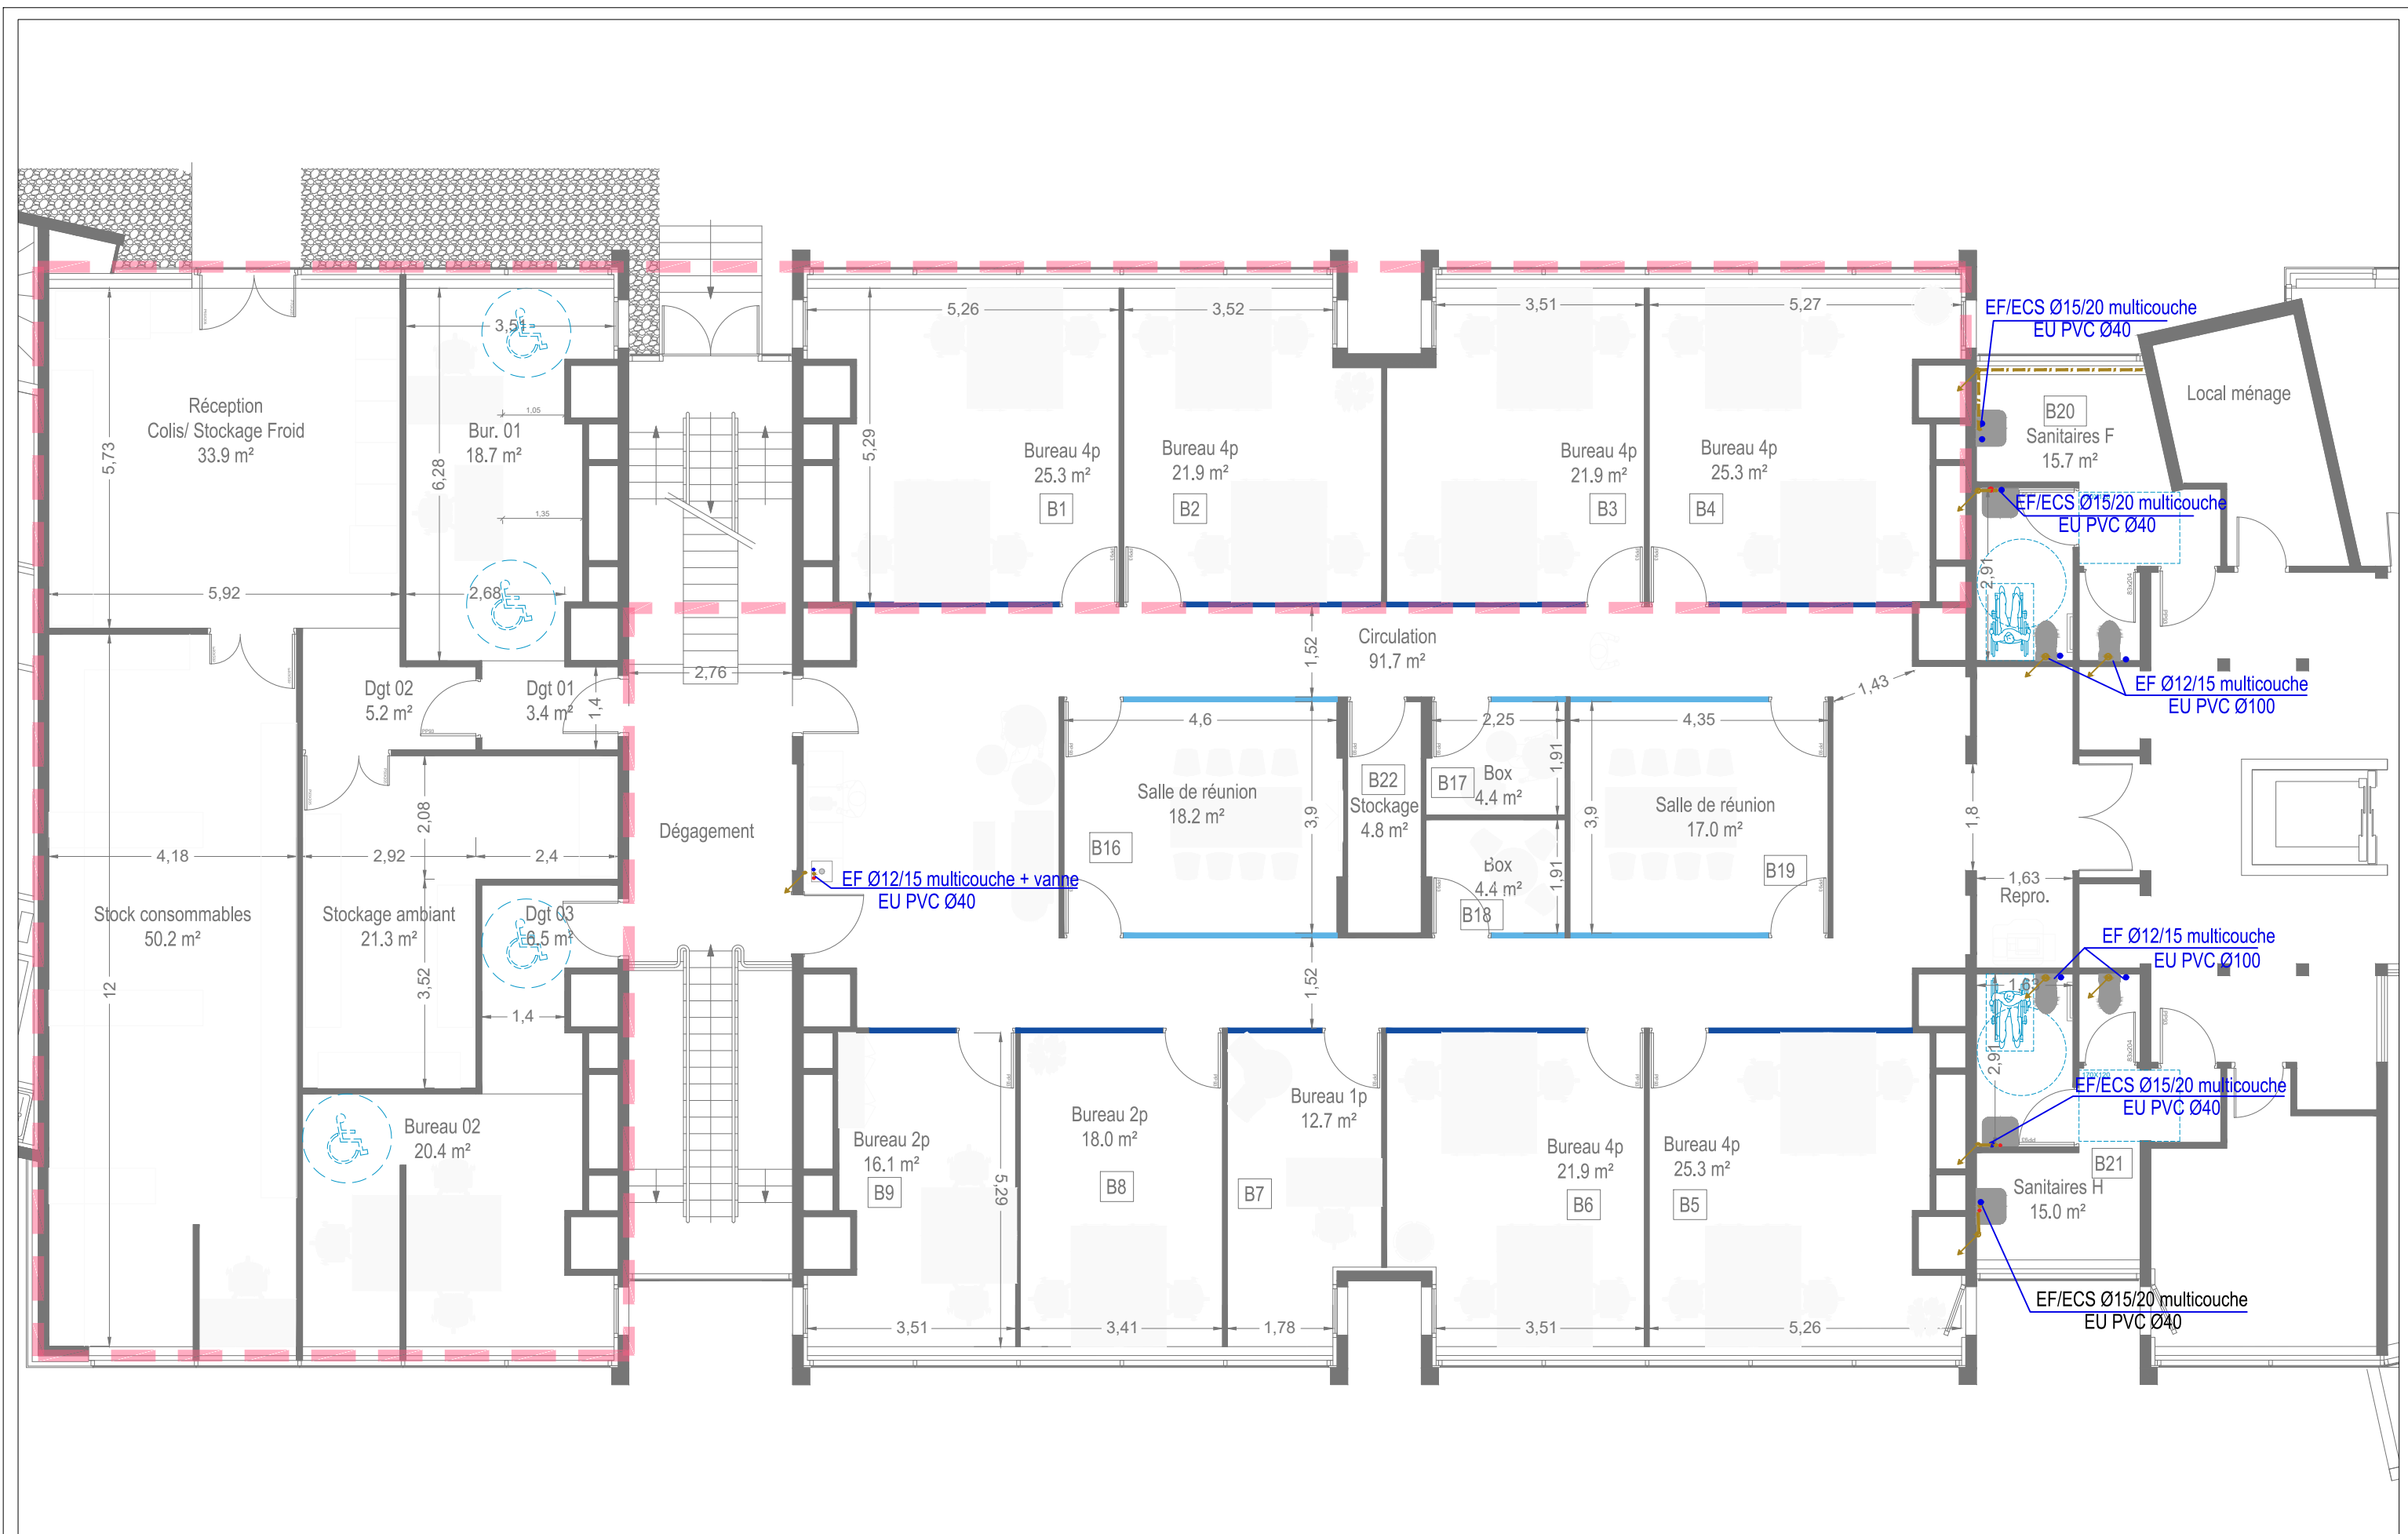 EF/ECS Ø15/20 multicouche
EU PVC Ø40
5,26
3,52
3,51
5,27
3,51
5,73
6,28
5,29
Réception
Colis/ Stockage Froid
33.9 m²
1,05
Bur. 01
18.7 m²
1,35
Bureau 4p
25.3 m²
B1
Bureau 4p
21.9 m²
B2
Bureau 4p
21.9 m²
B3
Bureau 4p
25.3 m²
B4
B20
Sanitaires F
15.7 m²
Local ménage
EF/ECS Ø15/20 multicouche
EU PVC Ø40
2,91
83x204
5,92
2,68
Circulation
91.7 m²
1,52
2,76
Dgt 02
5.2 m²
Dgt 01
3.4 m²
1,4
1,43
EF Ø12/15 multicouche
EU PVC Ø100
4,6
2,25
4,35
B22
Stockage
4.8 m²
B17
Box
4.4 m²
1,91
Salle de réunion
18.2 m²
3,9
B16
Salle de réunion
17.0 m²
3,9
B19
Box
4.4 m²
1,91
B18
1,8
Dégagement
2,08
4,18
2,92
2,4
EF Ø12/15 multicouche + vanne
EU PVC Ø40
1,63
Repro.
Stock consommables
50.2 m²
Stockage ambiant
21.3 m²
Dgt 03
6.5 m²
12
3,52
1,4
1,52
EF Ø12/15 multicouche
EU PVC Ø100
1,63
2,91
83x204
170X120
EF/ECS Ø15/20 multicouche
EU PVC Ø40
Bureau 02
20.4 m²
Bureau 2p
16.1 m²
B9
5,29
Bureau 2p
18.0 m²
B8
Bureau 1p
12.7 m²
B7
Bureau 4p
21.9 m²
B6
Bureau 4p
25.3 m²
B5
B21
Sanitaires H
15.0 m²
EF/ECS Ø15/20 multicouche
EU PVC Ø40
3,51
3,41
1,78
3,51
5,26